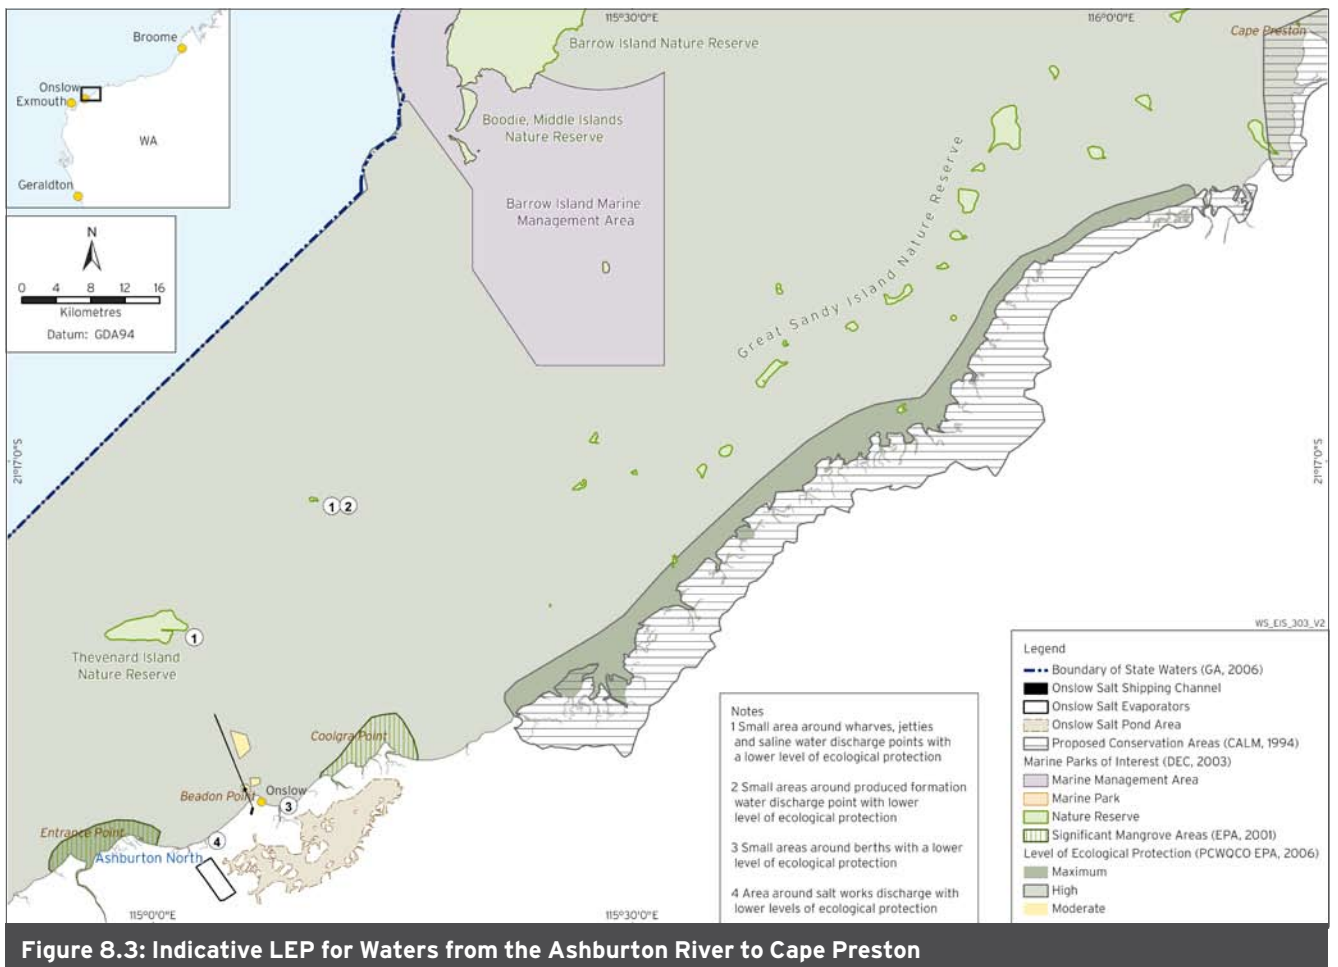 115°30'0"E
116°0'0"E
Broome
Onslow
Exmouth
WA
Geraldton
N
0 4 8 12 16
Kilometres
Datum: GDA94
Barrow Island Nature Reserve
Cape Preston
Boodie, Middle Islands
Nature Reserve
Barrow Island Marine
Management Area
Great Sandy Island Nature Reserve
21°17'0"S
21°17'0"S
1 2
1
Thevenard Island
Nature Reserve
Coolgra Point
Beadon Point
Onslow
3
Entrance Point
4
Ashburton North
115°0'0"E
115°30'0"E
Notes
1 Small area around wharves, jetties
and saline water discharge points with
a lower level of ecological protection
2 Small areas around produced formation
water discharge point with lower
level of ecological protection
3 Small areas around berths with a lower
level of ecological protection
4 Area around salt works discharge with
lower levels of ecological protection
WS_EIS_303_V2
Legend
Boundary of State Waters (GA, 2006)
Onslow Salt Shipping Channel
Onslow Salt Evaporators
Onslow Salt Pond Area
Proposed Conservation Areas (CALM, 1994)
Marine Parks of Interest (DEC, 2003)
Marine Management Area
Marine Park
Nature Reserve
Significant Mangrove Areas (EPA, 2001)
Level of Ecological Protection (PCWQCO EPA, 2006)
Maximum
High
Moderate
Figure 8.3: Indicative LEP for Waters from the Ashburton River to Cape Preston